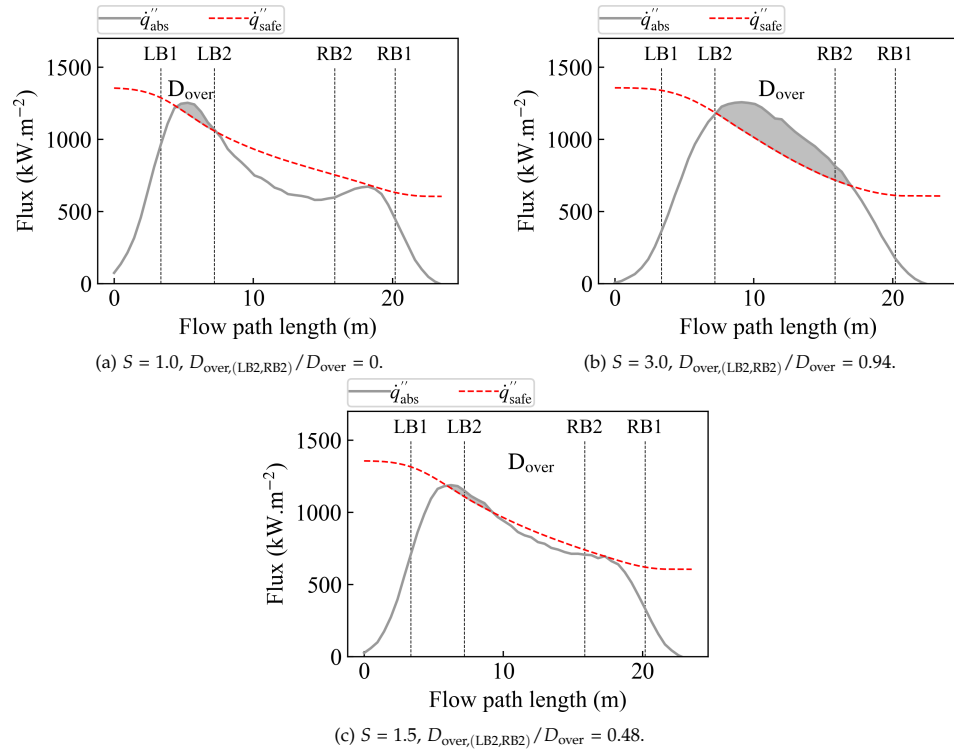 q̇″abs q̇″safe
LB1 LB2 RB2 RB1
Dover
1500
1000
500
0
Flux (kW.m−2)
0 10 20
Flow path length (m)
(a) S = 1.0, Dover,(LB2,RB2)/Dover = 0.
q̇″abs q̇″safe
LB1 LB2 RB2 RB1
Dover
1500
1000
500
0
Flux (kW.m−2)
0 10 20
Flow path length (m)
(b) S = 3.0, Dover,(LB2,RB2)/Dover = 0.94.
q̇″abs q̇″safe
LB1 LB2 RB2 RB1
Dover
1500
1000
500
0
Flux (kW.m−2)
0 10 20
Flow path length (m)
(c) S = 1.5, Dover,(LB2,RB2)/Dover = 0.48.